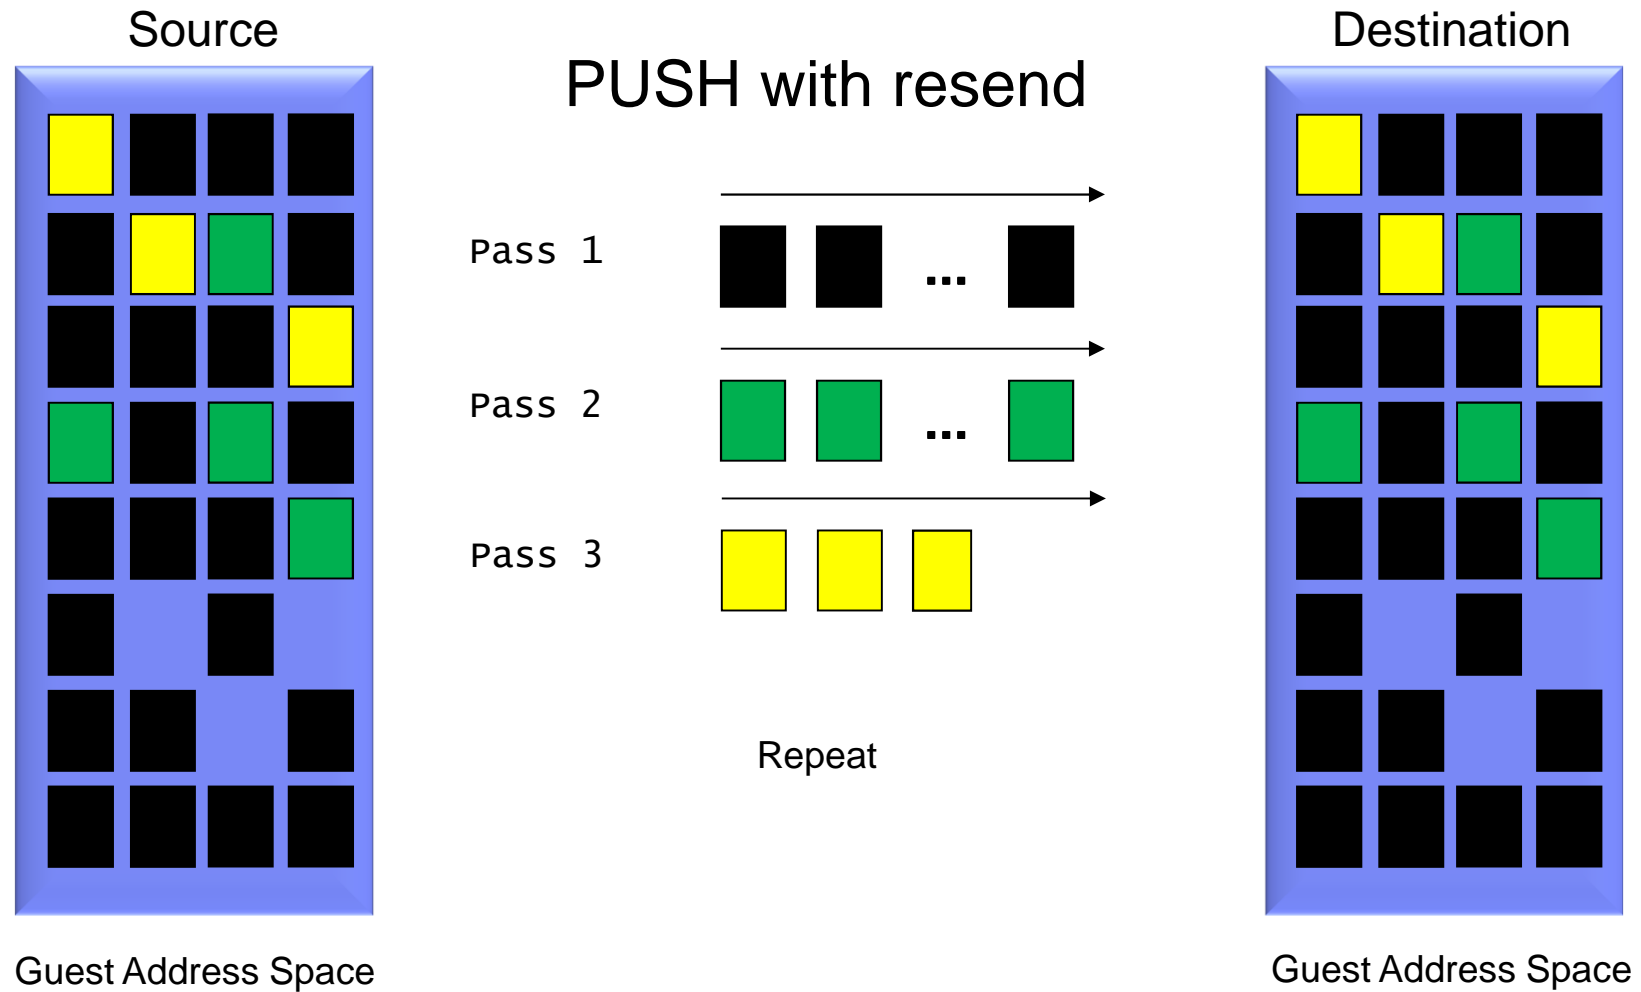 Source
Destination
PUSH with resend
Pass 1
...
Pass 2
...
Pass 3
Repeat
Guest Address Space
Guest Address Space